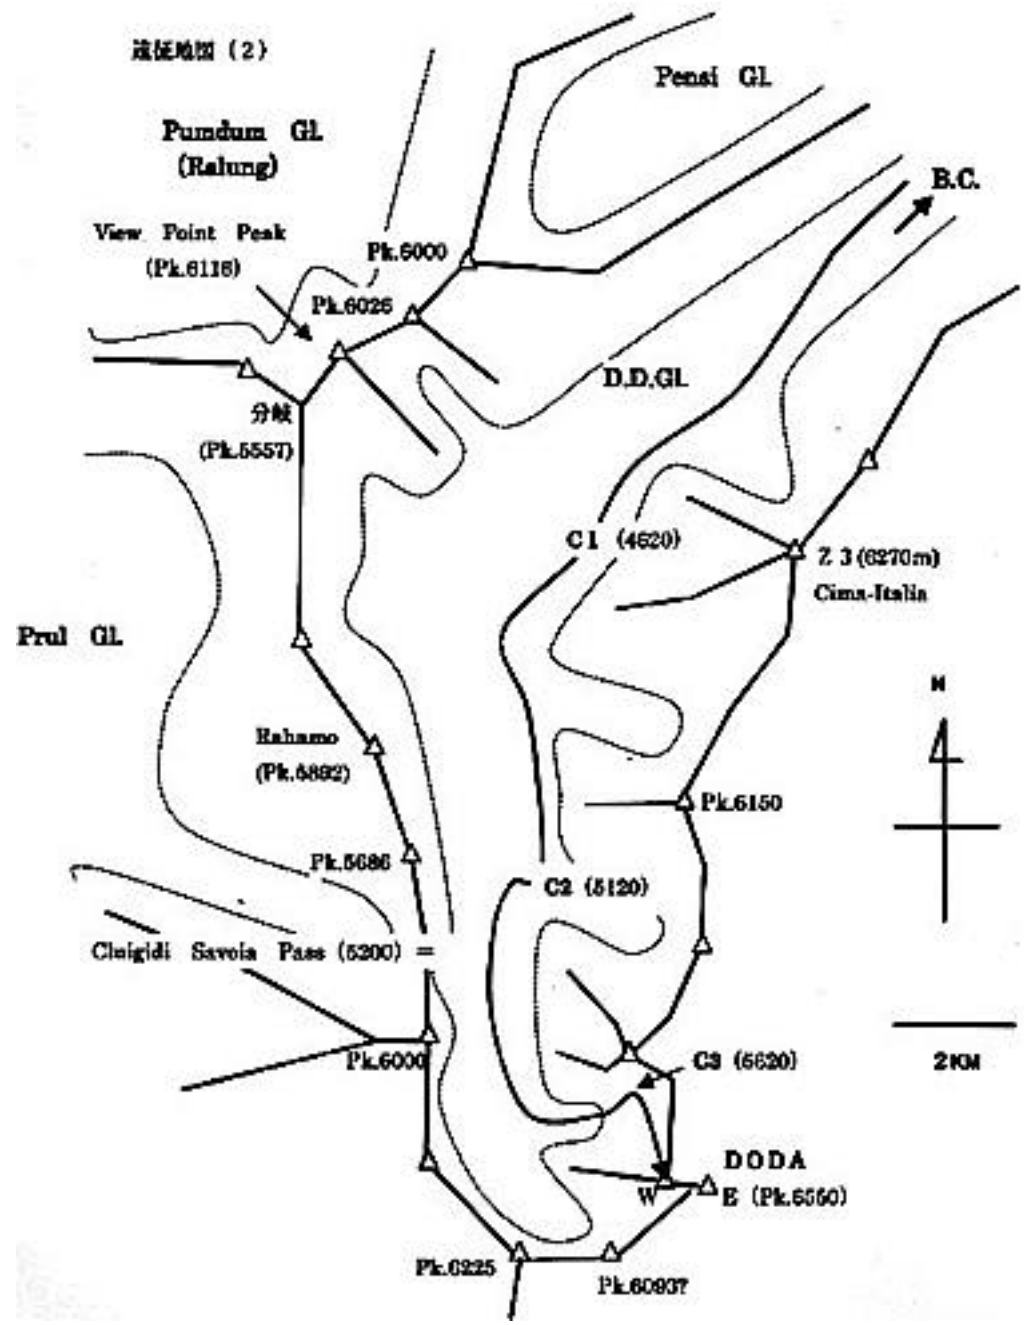 遠征地図 (2)
Pensi Gl.
Pumdum Gl.
(Ralung)
B.C.
View Point Peak
(Pk.6116)
Pk.6000
Pk.6026
D.D.Gl.
分岐
(Pk.5557)
C1 (4620)
Z 3 (6270m)
Cima-Italia
Prul Gl.
N
Rahamo
(Pk.5892)
Pk.6150
Pk.5686
C2 (5120)
Cluigidi Savoia Pass (5200) =
Pk.6000
C3 (5620)
2KM
DODA
W
E (Pk.6550)
Pk.6225
Pk.6093?